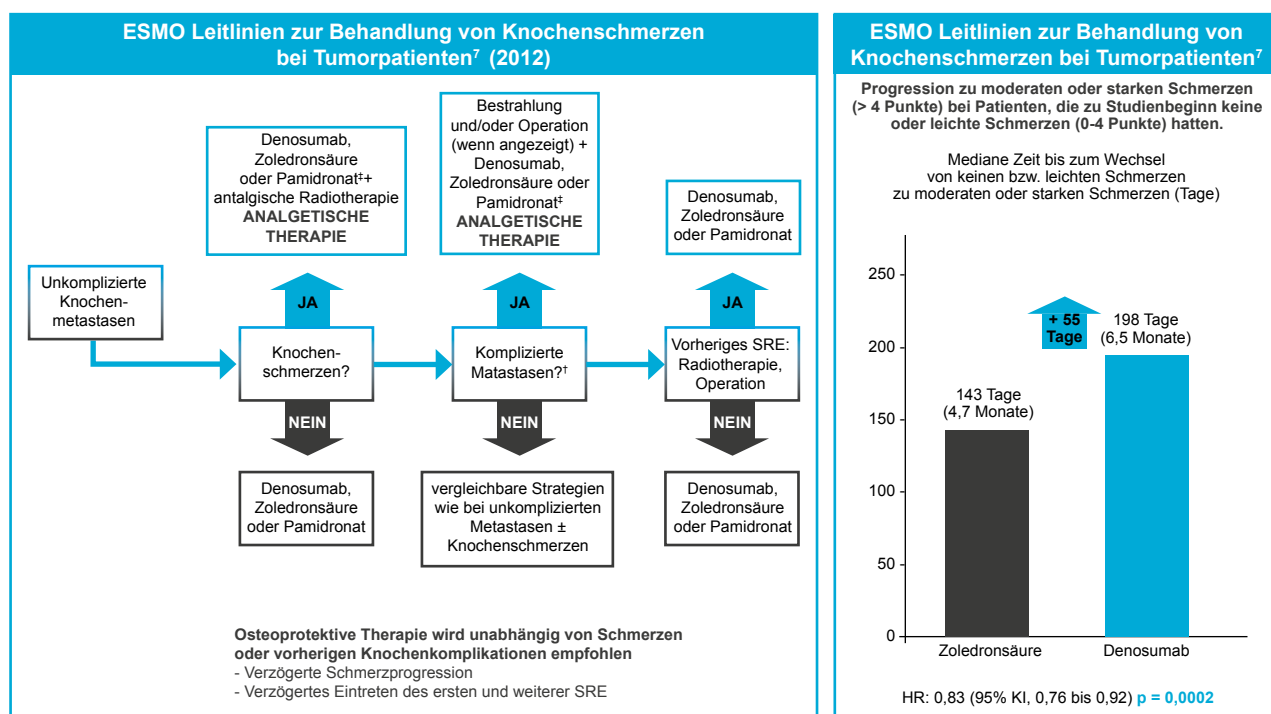 ESMO Leitlinien zur Behandlung von Knochenschmerzen
bei Tumorpatienten⁷ (2012)
Denosumab,
Zoledronsäure
oder Pamidronat‡+
antalgische Radiotherapie
ANALGETISCHE
THERAPIE
Bestrahlung
und/oder Operation
(wenn angezeigt) +
Denosumab,
Zoledronsäure oder
Pamidronat‡
ANALGETISCHE
THERAPIE
Denosumab,
Zoledronsäure
oder Pamidronat
Unkomplizierte
Knochen-
metastasen
JA
JA
JA
Knochen-
schmerzen?
Komplizierte
Matastasen?†
Vorheriges SRE:
Radiotherapie,
Operation
NEIN
NEIN
NEIN
Denosumab,
Zoledronsäure
oder Pamidronat
vergleichbare Strategien
wie bei unkomplizierten
Metastasen ±
Knochenschmerzen
Denosumab,
Zoledronsäure
oder Pamidronat
Osteoprotektive Therapie wird unabhängig von Schmerzen
oder vorherigen Knochenkomplikationen empfohlen
- Verzögerte Schmerzprogression
- Verzögertes Eintreten des ersten und weiterer SRE
ESMO Leitlinien zur Behandlung von
Knochenschmerzen bei Tumorpatienten⁷
Progression zu moderaten oder starken Schmerzen
(> 4 Punkte) bei Patienten, die zu Studienbeginn keine
oder leichte Schmerzen (0-4 Punkte) hatten.
Mediane Zeit bis zum Wechsel
von keinen bzw. leichten Schmerzen
zu moderaten oder starken Schmerzen (Tage)
250
200
150
100
50
0
143 Tage
(4,7 Monate)
+ 55
Tage
198 Tage
(6,5 Monate)
Zoledronsäure
Denosumab
HR: 0,83 (95% KI, 0,76 bis 0,92) p = 0,0002